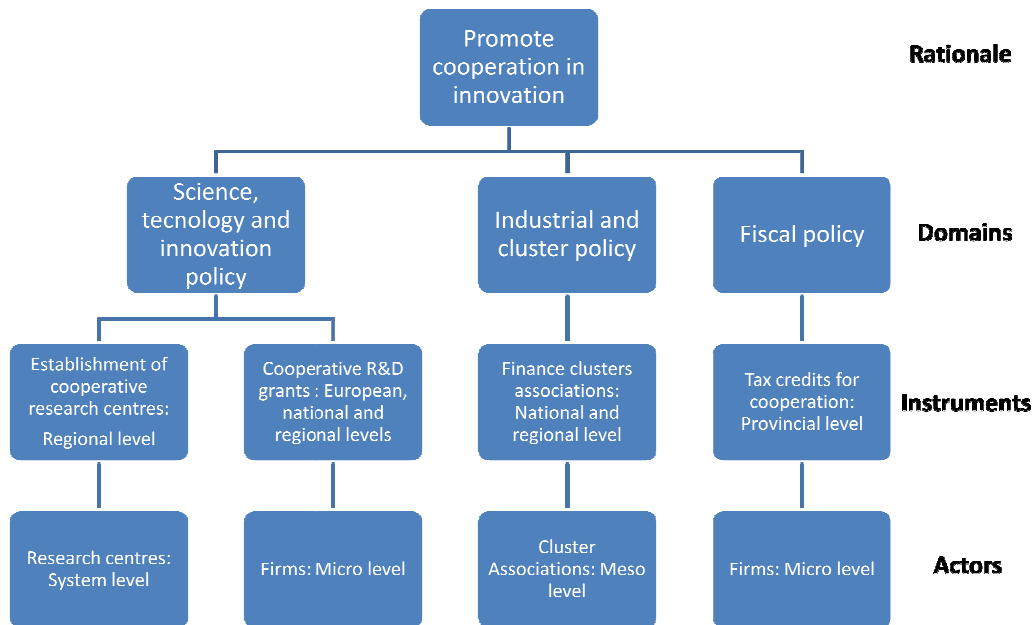 Promote
cooperation in
innovation
Rationale
Science,
tecnology and
innovation
policy
Industrial and
cluster policy
Fiscal policy
Domains
Establishment of
cooperative
research centres:
Regional level
Cooperative R&D
grants : European,
national and
regional levels
Finance clusters
associations:
National and
regional level
Tax credits for
cooperation:
Provincial level
Instruments
Research centres:
System level
Firms: Micro level
Cluster
Associations: Meso
level
Firms: Micro level
Actors